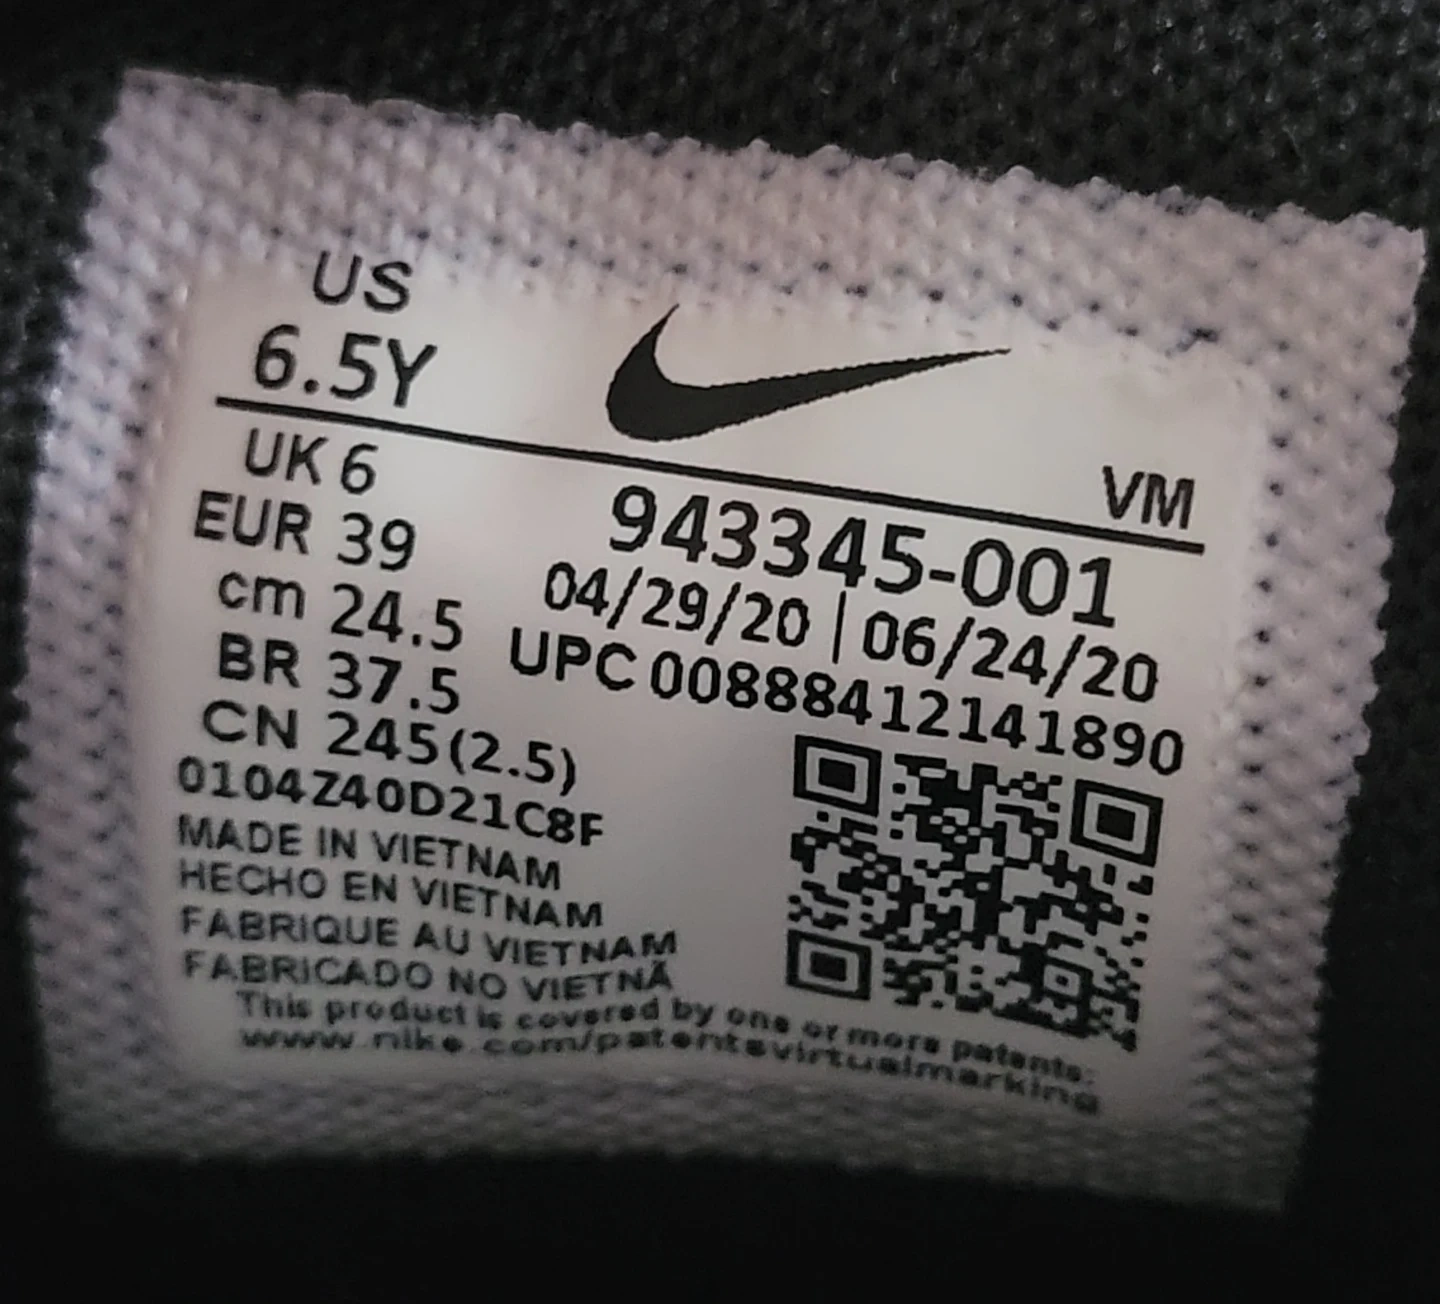 US
6.5Y
VM
UK 6
943345-001
EUR 39
04/29/20 | 06/24/20
cm 24.5
UPC 00888412141890
BR 37.5
CN 245(2.5)
0104Z40D21C8F
MADE IN VIETNAM
HECHO EN VIETNAM
FABRIQUE AU VIETNAM
FABRICADO NO VIETNÃ
This product is covered by one or more patents:
www.nike.com/patentsvirtualmarking